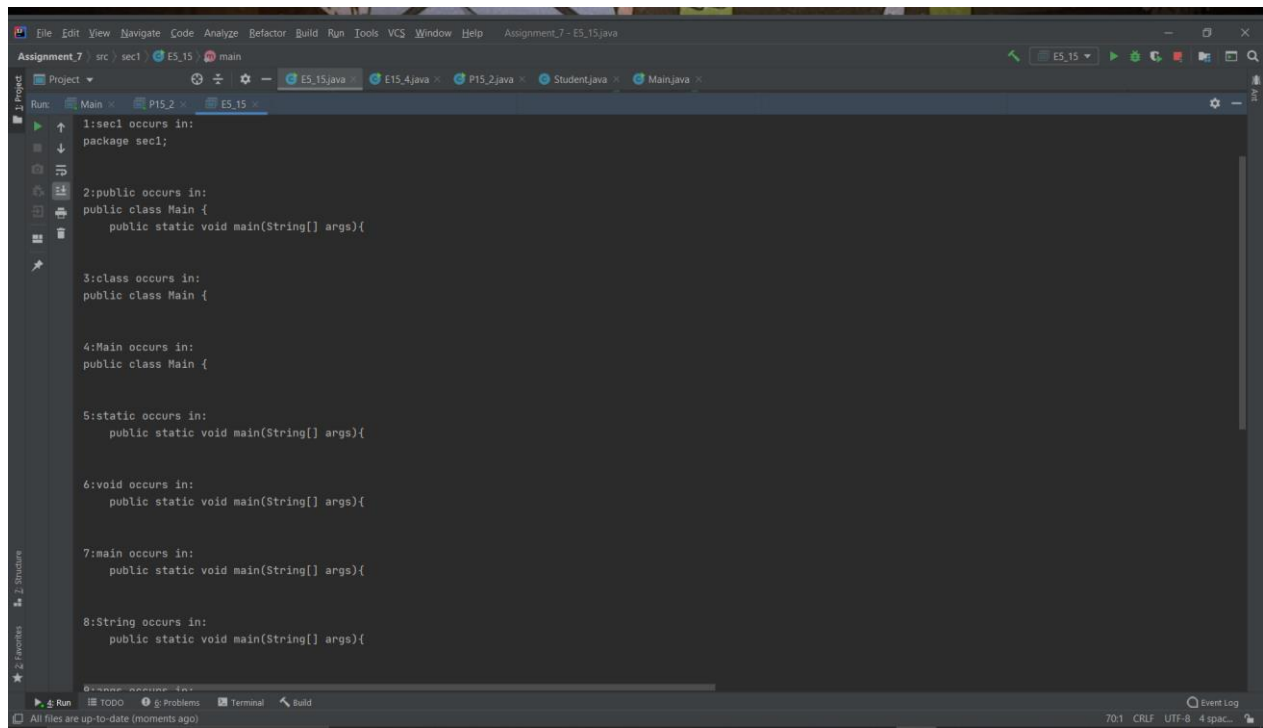 File Edit View Navigate Code Analyze Refactor Build Run Tools VCS Window Help Assignment_7 - E5_15.java
Assignment_7 src sec1 E5_15 main E5_15
1: Project Project E5_15.java E15_4.java P15_2.java Student.java Main.java Ant
Run: Main P15_2 E5_15
1:sec1 occurs in:
package sec1;
2:public occurs in:
public class Main {
public static void main(String[] args){
3:class occurs in:
public class Main {
4:Main occurs in:
public class Main {
5:static occurs in:
public static void main(String[] args){
6:void occurs in:
public static void main(String[] args){
7:main occurs in:
public static void main(String[] args){
8:String occurs in:
public static void main(String[] args){
9:args occurs in:
Z: Structure
2: Favorites
4: Run TODO 6: Problems Terminal Build Event Log
All files are up-to-date (moments ago) 70:1 CRLF UTF-8 4 spac...